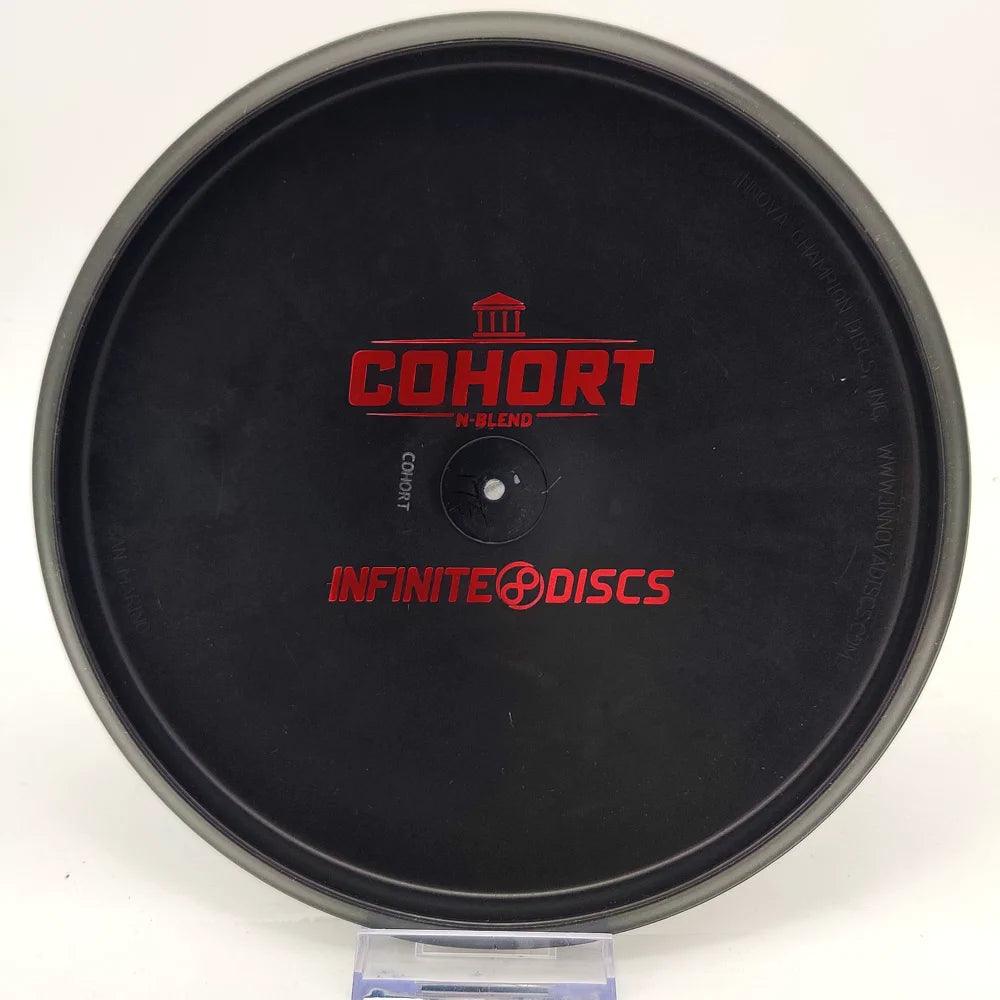 COHORT
N-BLEND
COHORT
INFINITE DISCS
INNOVA CHAMPION DISCS, INC. WWW.INNOVADISCS.COM